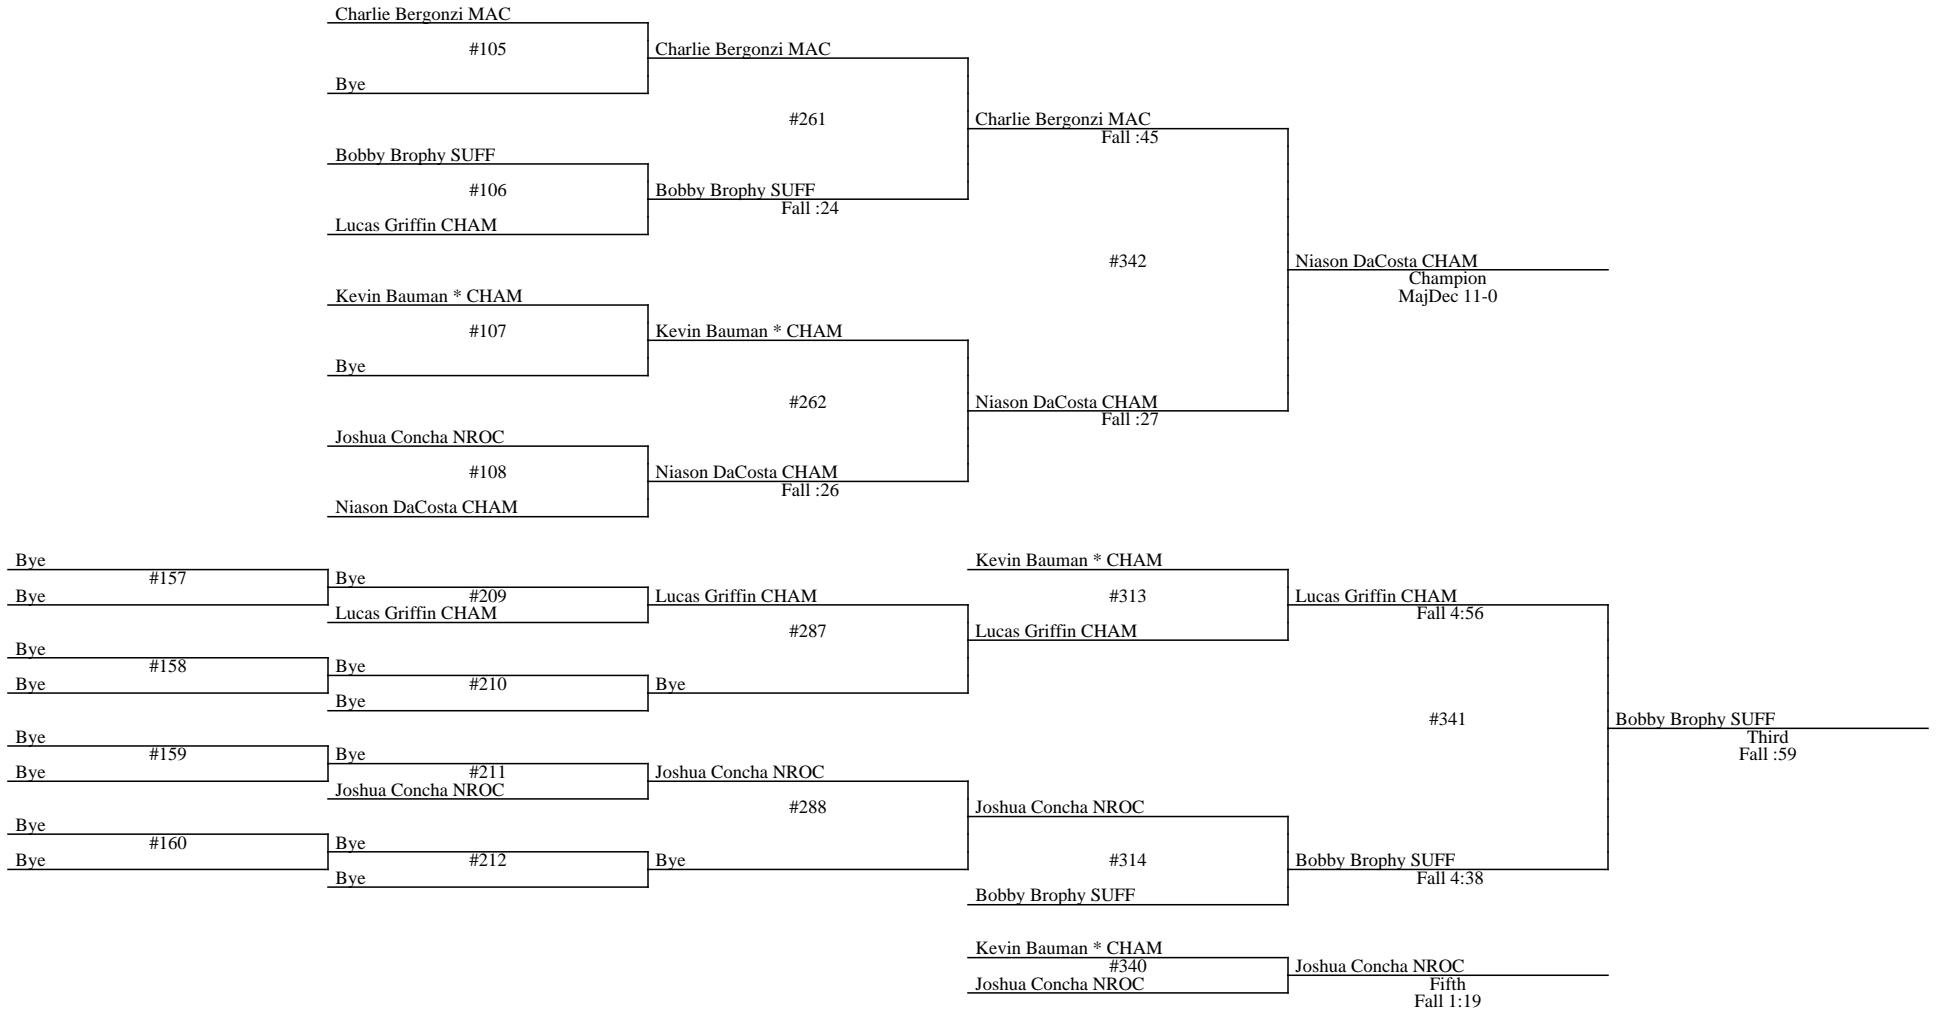 Charlie Bergonzi MAC
#105
Charlie Bergonzi MAC
Bye
#261
Charlie Bergonzi MAC
Fall :45
Bobby Brophy SUFF
#106
Bobby Brophy SUFF
Fall :24
Lucas Griffin CHAM
#342
Niason DaCosta CHAM
Champion
MajDec 11-0
Kevin Bauman * CHAM
#107
Kevin Bauman * CHAM
Bye
#262
Niason DaCosta CHAM
Fall :27
Joshua Concha NROC
#108
Niason DaCosta CHAM
Fall :26
Niason DaCosta CHAM
Bye
#157
Bye
Bye
#209
Lucas Griffin CHAM
Lucas Griffin CHAM
#287
Bye
#158
Bye
Bye
#210
Bye
Bye
Kevin Bauman * CHAM
#313
Lucas Griffin CHAM
Lucas Griffin CHAM
Fall 4:56
#341
Bobby Brophy SUFF
Third
Fall :59
Bye
#159
Bye
Bye
#211
Joshua Concha NROC
Joshua Concha NROC
#288
Joshua Concha NROC
Bye
#160
Bye
Bye
#212
Bye
Bye
#314
Bobby Brophy SUFF
Fall 4:38
Bobby Brophy SUFF
Kevin Bauman * CHAM
#340
Joshua Concha NROC
Joshua Concha NROC
Fifth
Fall 1:19